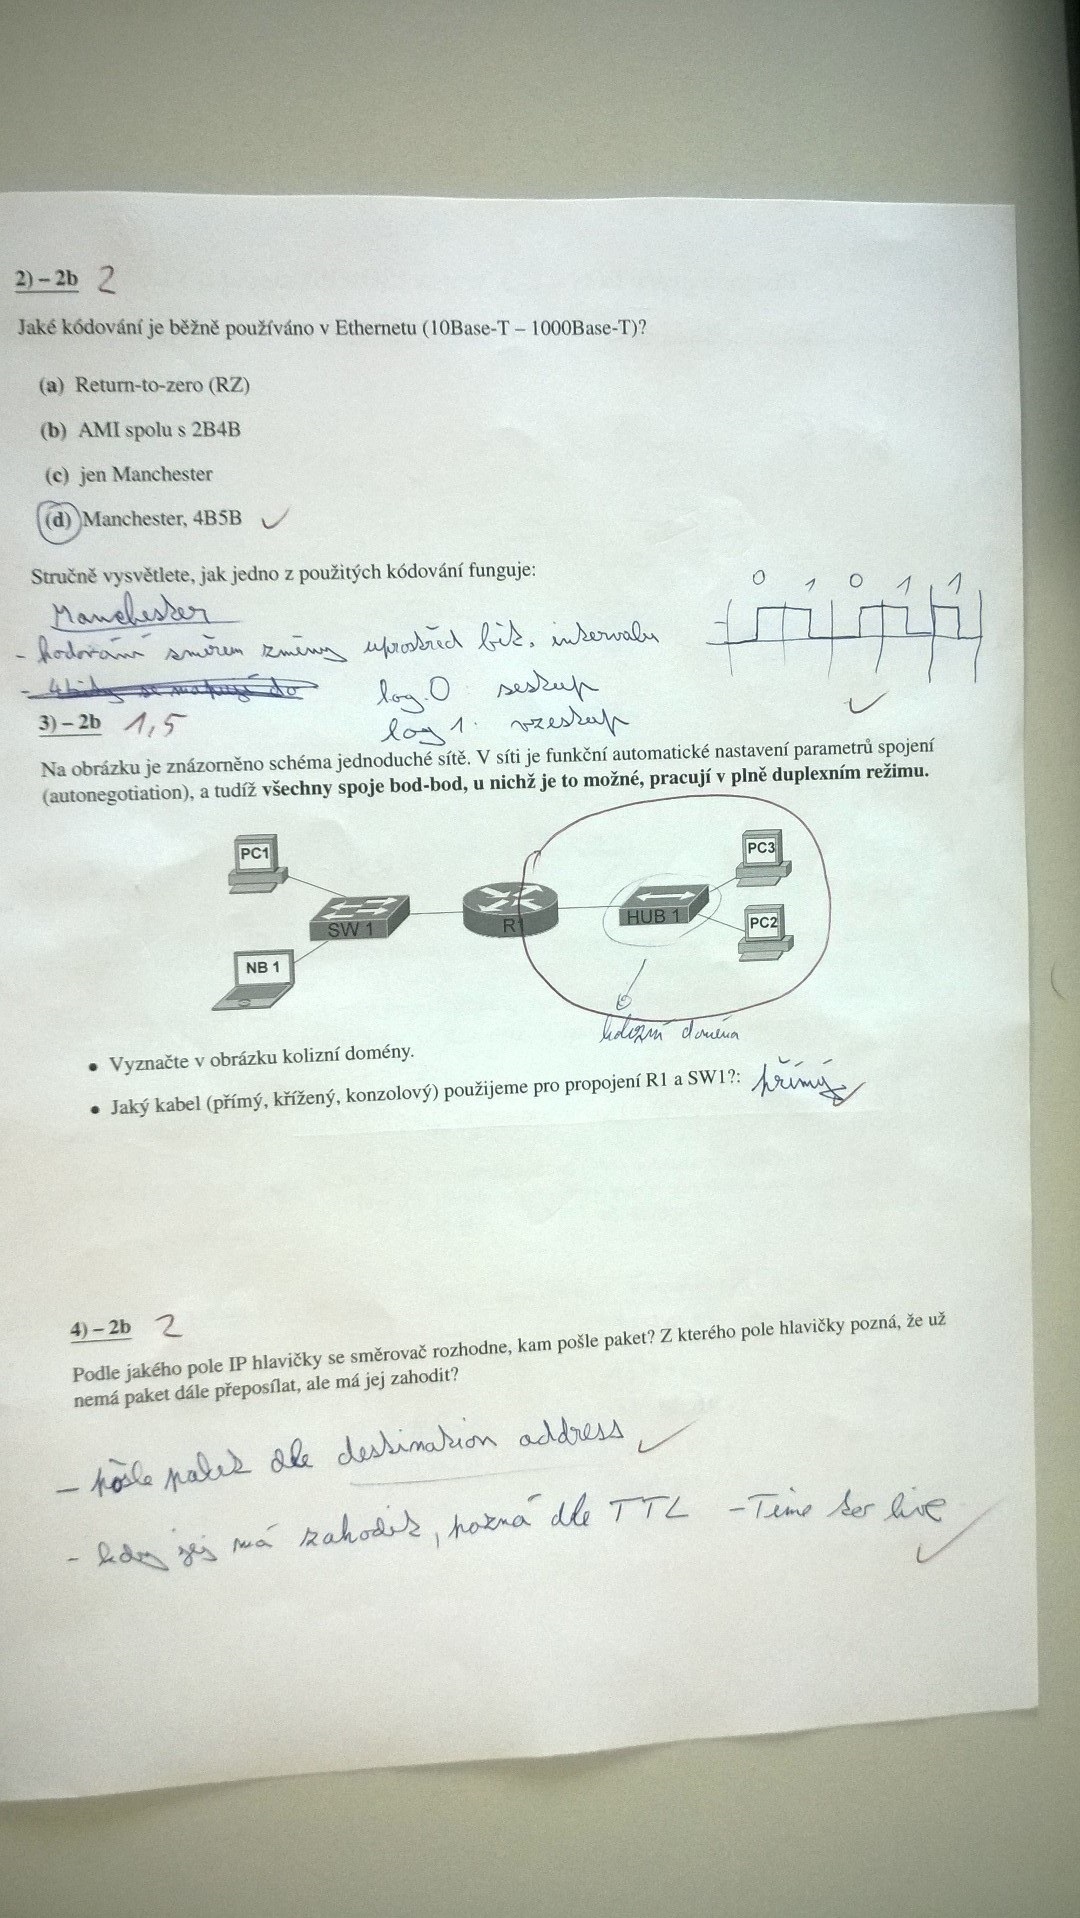 2) – 2b 2
Jaké kódování je běžně používáno v Ethernetu (10Base-T – 1000Base-T)?
(a) Return-to-zero (RZ)
(b) AMI spolu s 2B4B
(c) jen Manchester
(d) Manchester, 4B5B
Stručně vysvětlete, jak jedno z použitých kódování funguje:
0 1 0 1 1
Manchester
- kódování směrem změny uprostřed bit. intervalu
log. 0 sestup
log 1. vzestup
3) – 2b 1,5
Na obrázku je znázorněno schéma jednoduché sítě. V síti je funkční automatické nastavení parametrů spojení
(autonegotiation), a tudíž všechny spoje bod-bod, u nichž je to možné, pracují v plně duplexním režimu.
PC1
PC3
SW 1
R1
HUB 1
PC2
NB 1
kolizní doména
• Vyznačte v obrázku kolizní domény.
• Jaký kabel (přímý, křížený, konzolový) použijeme pro propojení R1 a SW1?: přímý
4) – 2b 2
Podle jakého pole IP hlavičky se směrovač rozhodne, kam pošle paket? Z kterého pole hlavičky pozná, že už
nemá paket dále přeposílat, ale má jej zahodit?
– pošle paket dle destination address
- kdy jej má zahodit, pozná dle TTL - Time ter live